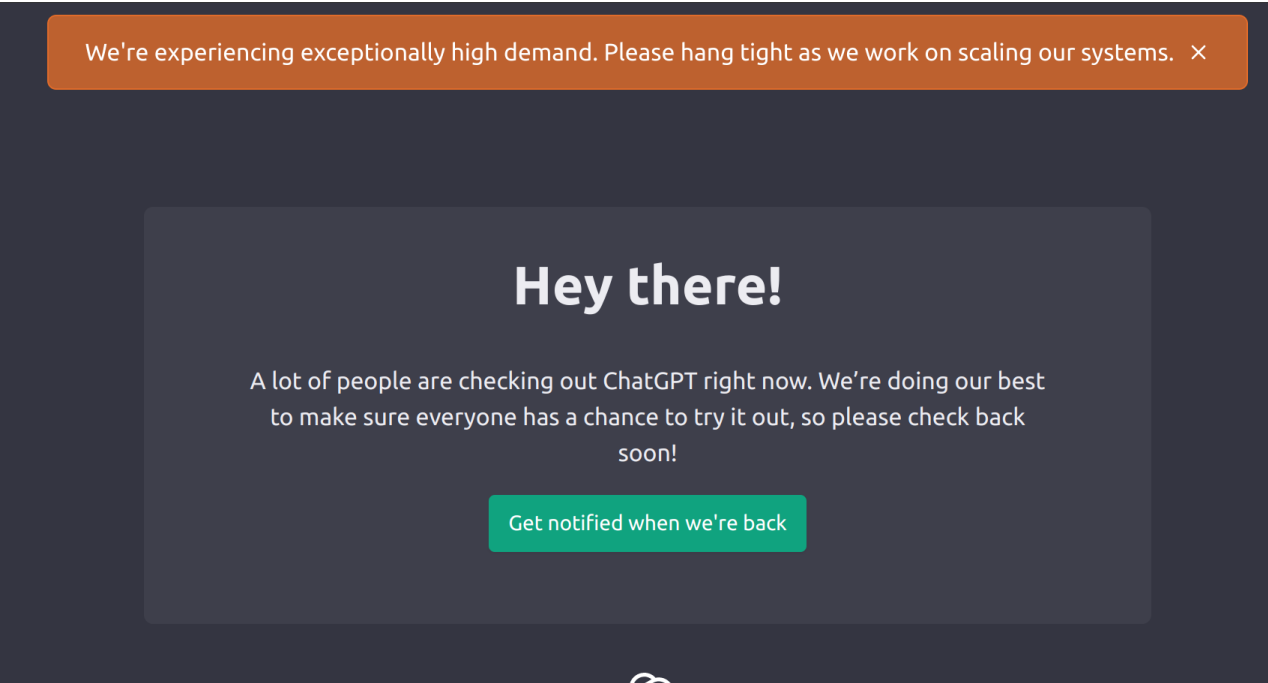 We're experiencing exceptionally high demand. Please hang tight as we work on scaling our systems. ×
Hey there!
A lot of people are checking out ChatGPT right now. We’re doing our best
to make sure everyone has a chance to try it out, so please check back
soon!
Get notified when we're back